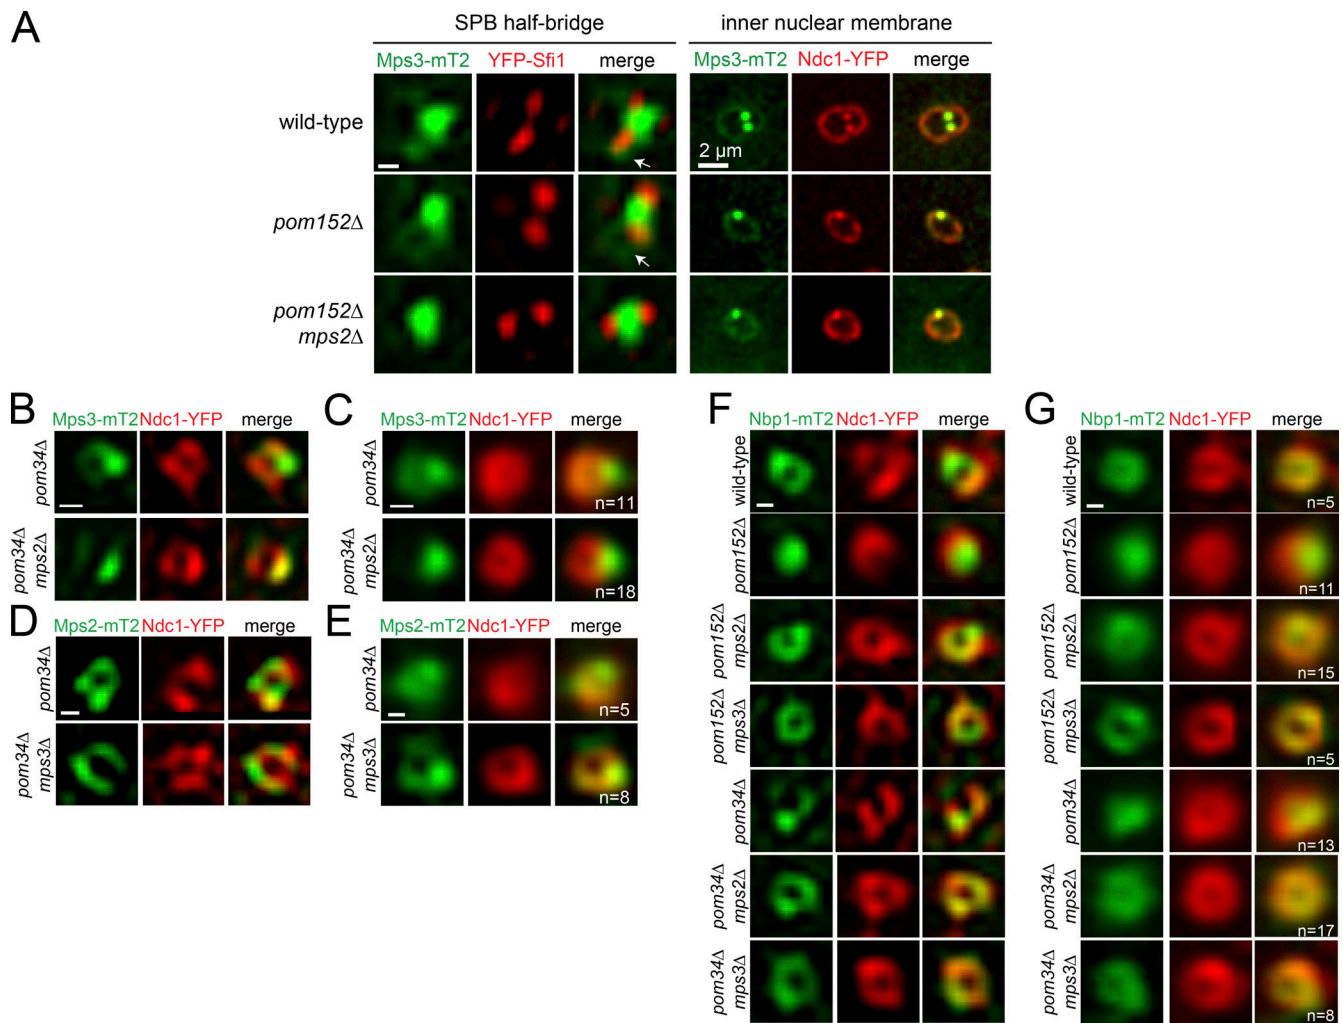 A
SPB half-bridge
inner nuclear membrane
Mps3-mT2 YFP-Sfi1 merge
Mps3-mT2 Ndc1-YFP merge
wild-type
2 µm
pom152Δ
pom152Δ
mps2Δ
B
Mps3-mT2 Ndc1-YFP merge
pom34Δ
pom34Δ
mps2Δ
C
Mps3-mT2 Ndc1-YFP merge
pom34Δ
n=11
pom34Δ
mps2Δ
n=18
D
Mps2-mT2 Ndc1-YFP merge
pom34Δ
pom34Δ
mps3Δ
E
Mps2-mT2 Ndc1-YFP merge
pom34Δ
n=5
pom34Δ
mps3Δ
n=8
F
Nbp1-mT2 Ndc1-YFP merge
wild-type
pom152Δ
pom152Δ
mps2Δ
pom152Δ
mps3Δ
pom34Δ
pom34Δ
mps2Δ
pom34Δ
mps3Δ
G
Nbp1-mT2 Ndc1-YFP merge
wild-type
n=5
pom152Δ
n=11
pom152Δ
mps2Δ
n=15
pom152Δ
mps3Δ
n=5
pom34Δ
n=13
pom34Δ
mps2Δ
n=17
pom34Δ
mps3Δ
n=8